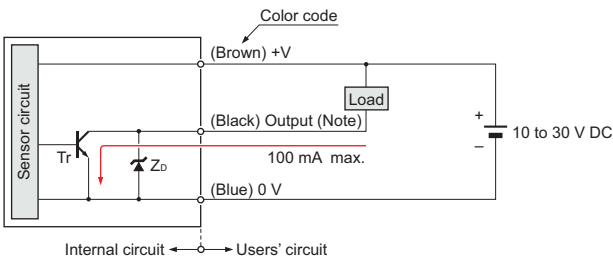 Color code
(Brown) +V
Sensor circuit
Load
(Black) Output (Note)
+
10 to 30 V DC
Tr
ZD
100 mA max.
–
(Blue) 0 V
Internal circuit
Users' circuit